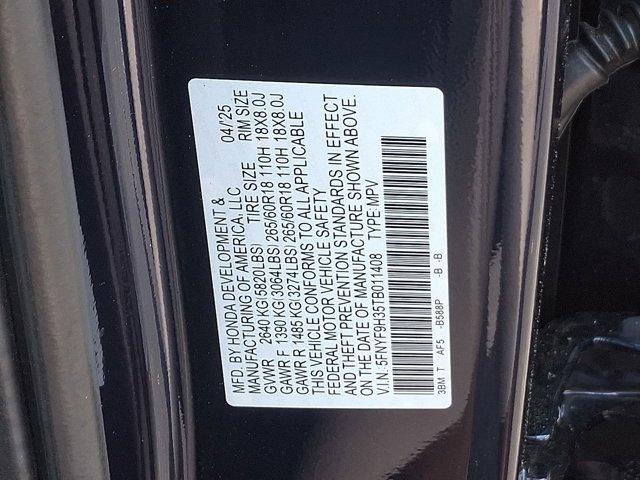 MFD. BY HONDA DEVELOPMENT & 04/25
MANUFACTURING OF AMERICA, LLC
TIRE SIZE RIM SIZE
GVWR 2640 KG(6820LBS)
GAWR F 1390 KG(3064LBS) 265/60R18 110H 18X8.0J
GAWR R 1485 KG(3274LBS) 265/60R18 110H 18X8.0J
THIS VEHICLE CONFORMS TO ALL APPLICABLE
FEDERAL MOTOR VEHICLE SAFETY
AND THEFT PREVENTION STANDARDS IN EFFECT
ON THE DATE OF MANUFACTURE SHOWN ABOVE.
V.I.N.: 5FNYF9H35TB011408 TYPE:MPV
3BM T AF5 -B588P -B -B